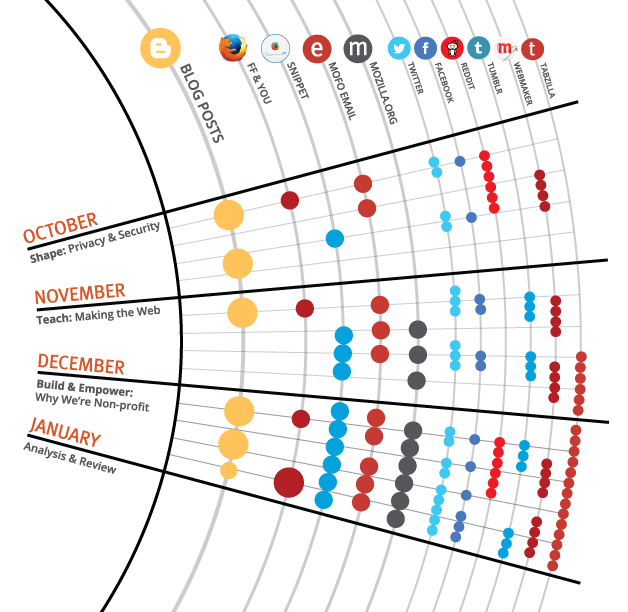 e m t m t
BLOG POSTS
FF & YOU
SNIPPET
MOFO EMAIL
MOZILLA.ORG
TWITTER
FACEBOOK
REDDIT
TUMBLR
WEBMAKER
TABZILLA
OCTOBER
Shape: Privacy & Security
NOVEMBER
Teach: Making the Web
DECEMBER
Build & Empower:
Why We're Non-profit
JANUARY
Analysis & Review